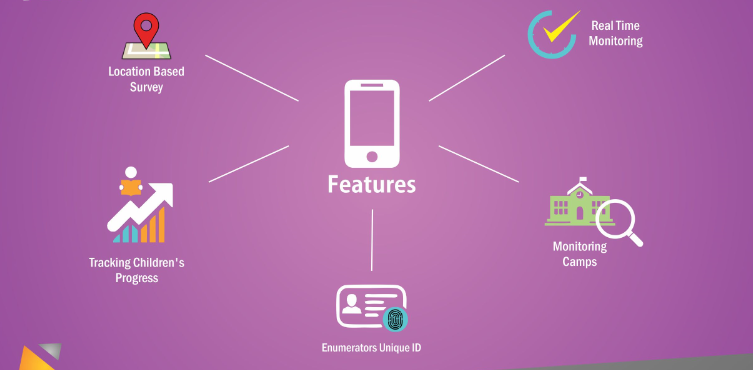 Location Based
Survey
Real Time
Monitoring
Features
Tracking Children's
Progress
Monitoring
Camps
Enumerators Unique ID